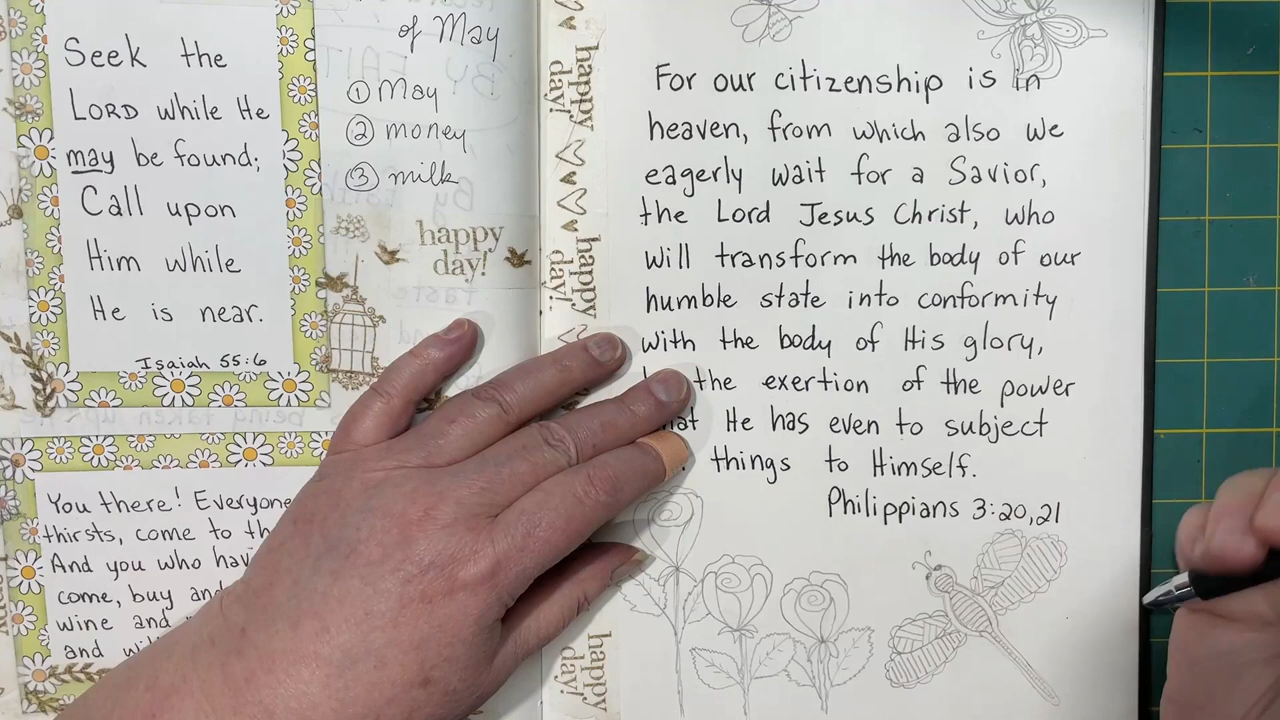 Seek the
LORD while He
may be found;
Call upon
Him while
He is near.
Isaiah 55:6
of May
① May
② money
③ milk
happy
day!
You there! Everyone
thirsts, come to
And you who
come, buy
wine and
and
happy
day!
happy
day!
happy
day!
For our citizenship is in
heaven, from which also we
eagerly wait for a Savior,
the Lord Jesus Christ, who
will transform the body of our
humble state into conformity
with the body of His glory,
the exertion of the power
He has even to subject
things to Himself.
Philippians 3:20,21